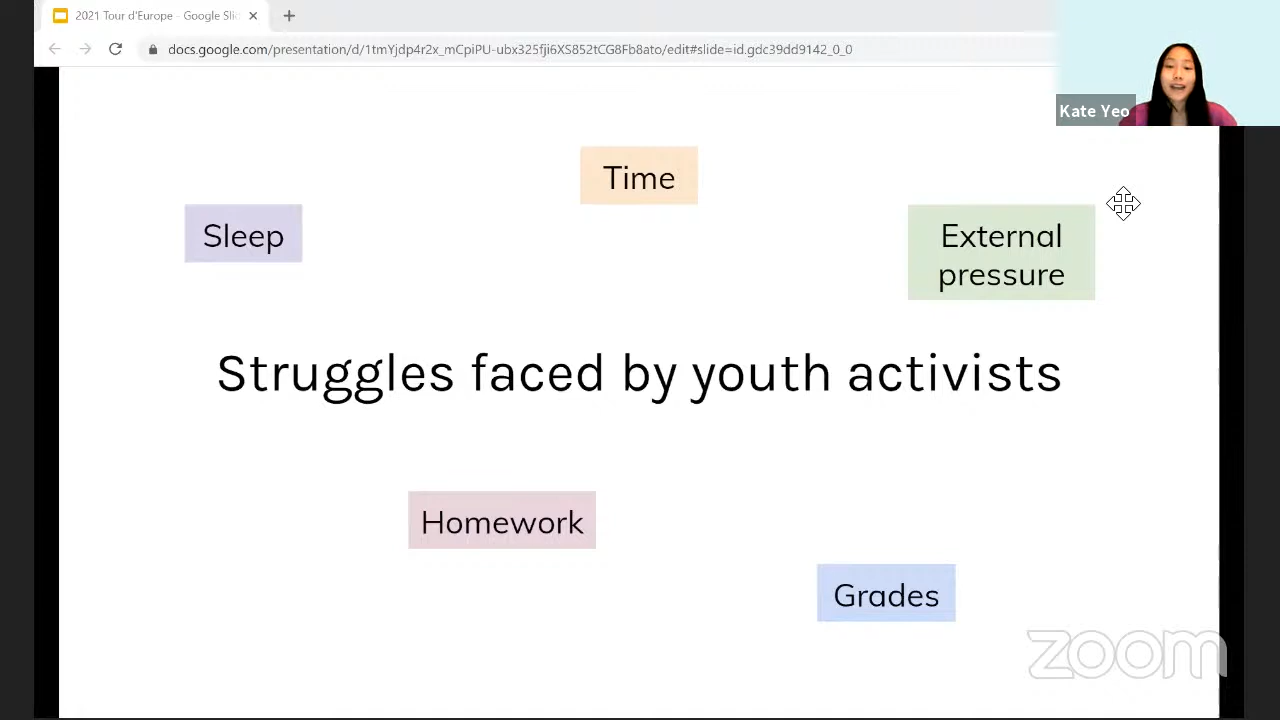 2021 Tour d'Europe - Google Slid
docs.google.com/presentation/d/1tmYjdp4r2x_mCpiPU-ubx325fji6XS852tCG8Fb8ato/edit#slide=id.gdc39dd9142_0_0
Kate Yeo
Time
Sleep
External
pressure
Struggles faced by youth activists
Homework
Grades
zoom